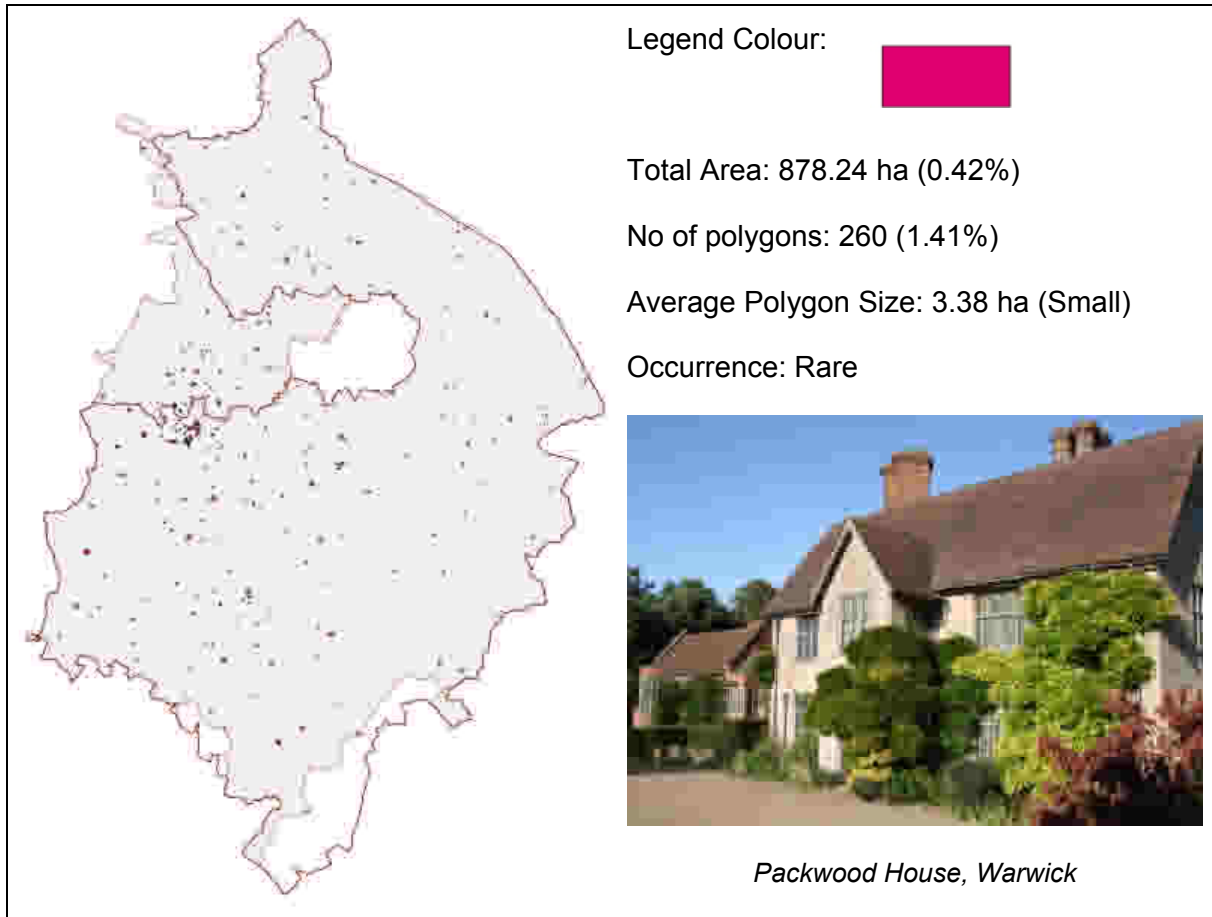 Legend Colour:
Total Area: 878.24 ha (0.42%)
No of polygons: 260 (1.41%)
Average Polygon Size: 3.38 ha (Small)
Occurrence: Rare
Packwood House, Warwick